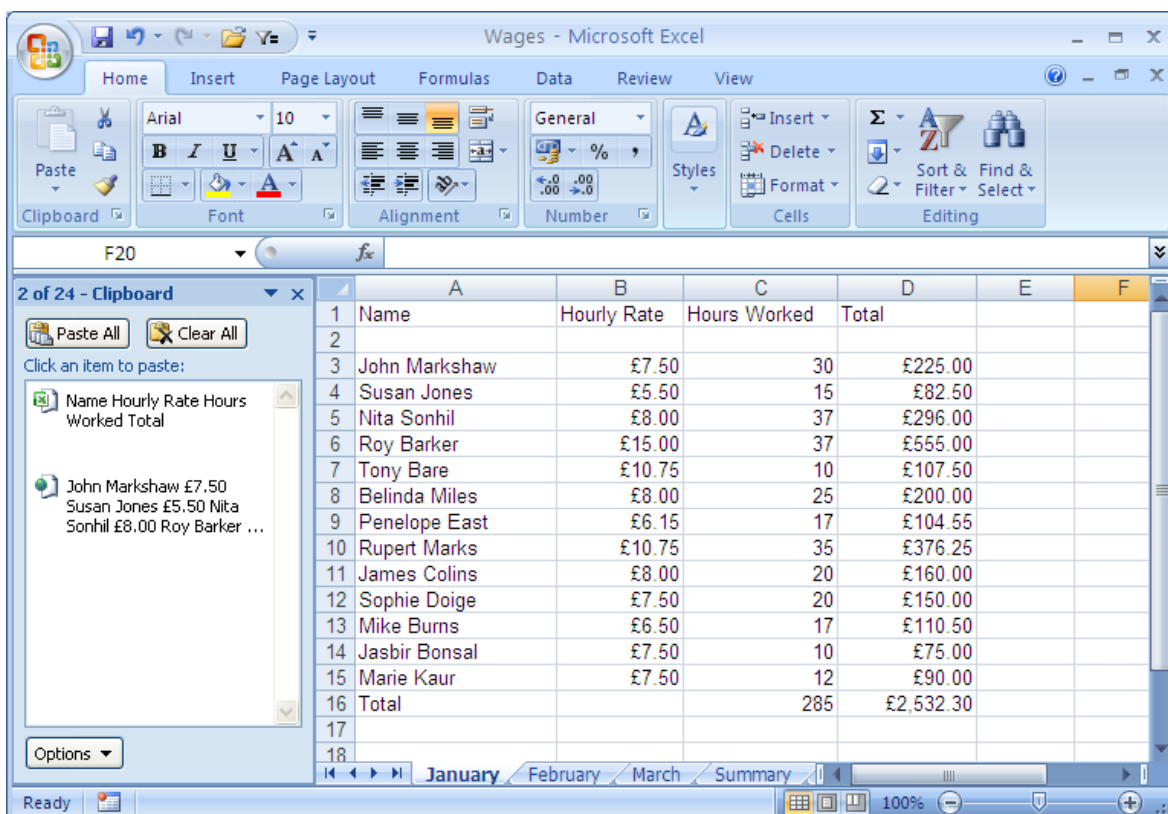 Wages - Microsoft Excel
Home Insert Page Layout Formulas Data Review View
Arial 10 General
Paste B I U A A % , Styles Insert Delete Format Σ Sort & Filter Find & Select
Clipboard Font Alignment Number Cells Editing
F20 fx
2 of 24 - Clipboard
Paste All Clear All
Click an item to paste:
Name Hourly Rate Hours
Worked Total
John Markshaw £7.50
Susan Jones £5.50 Nita
Sonhil £8.00 Roy Barker ...
Options
A B C D E F
1 Name Hourly Rate Hours Worked Total
2
3 John Markshaw £7.50 30 £225.00
4 Susan Jones £5.50 15 £82.50
5 Nita Sonhil £8.00 37 £296.00
6 Roy Barker £15.00 37 £555.00
7 Tony Bare £10.75 10 £107.50
8 Belinda Miles £8.00 25 £200.00
9 Penelope East £6.15 17 £104.55
10 Rupert Marks £10.75 35 £376.25
11 James Colins £8.00 20 £160.00
12 Sophie Doige £7.50 20 £150.00
13 Mike Burns £6.50 17 £110.50
14 Jasbir Bonsal £7.50 10 £75.00
15 Marie Kaur £7.50 12 £90.00
16 Total 285 £2,532.30
17
18
January February March Summary
Ready 100%